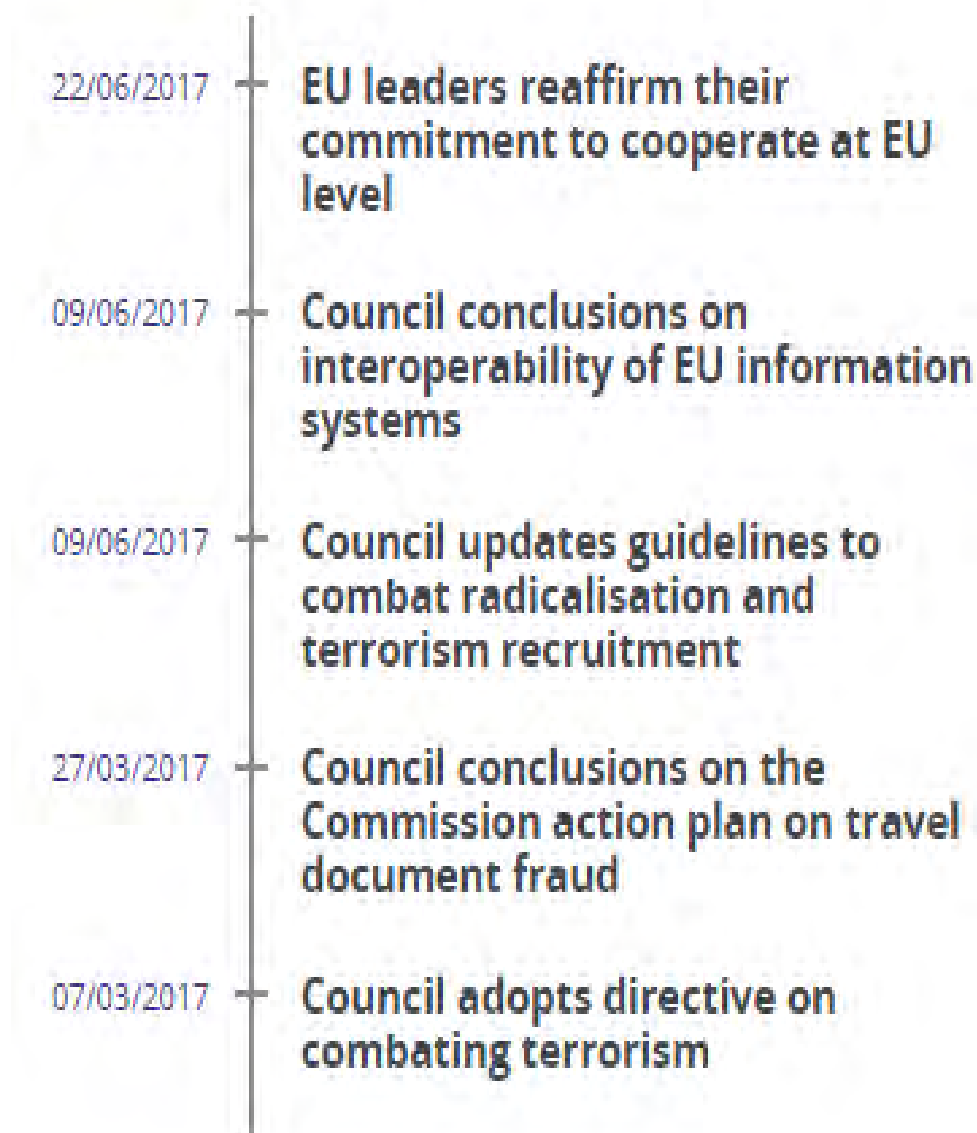 22/06/2017
EU leaders reaffirm their
commitment to cooperate at EU
level
09/06/2017
Council conclusions on
interoperability of EU information
systems
09/06/2017
Council updates guidelines to
combat radicalisation and
terrorism recruitment
27/03/2017
Council conclusions on the
Commission action plan on travel
document fraud
07/03/2017
Council adopts directive on
combating terrorism